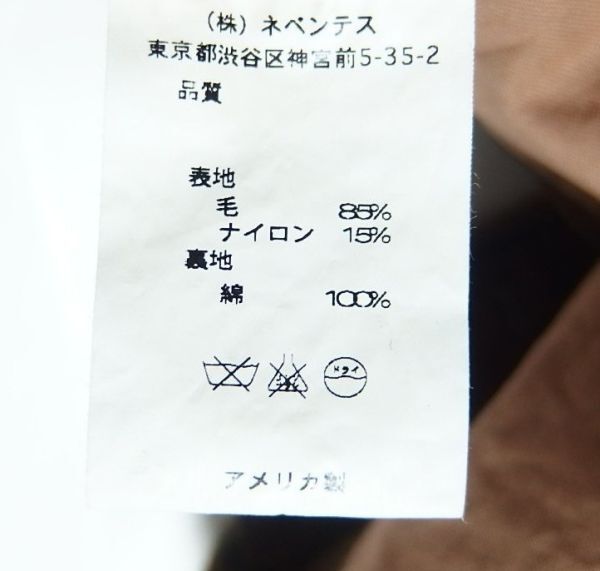 （株）ネペンテス
東京都渋谷区神宮前5-35-2
品質
表地
毛 85%
ナイロン 15%
裏地
綿 100%
ドライ
アメリカ製